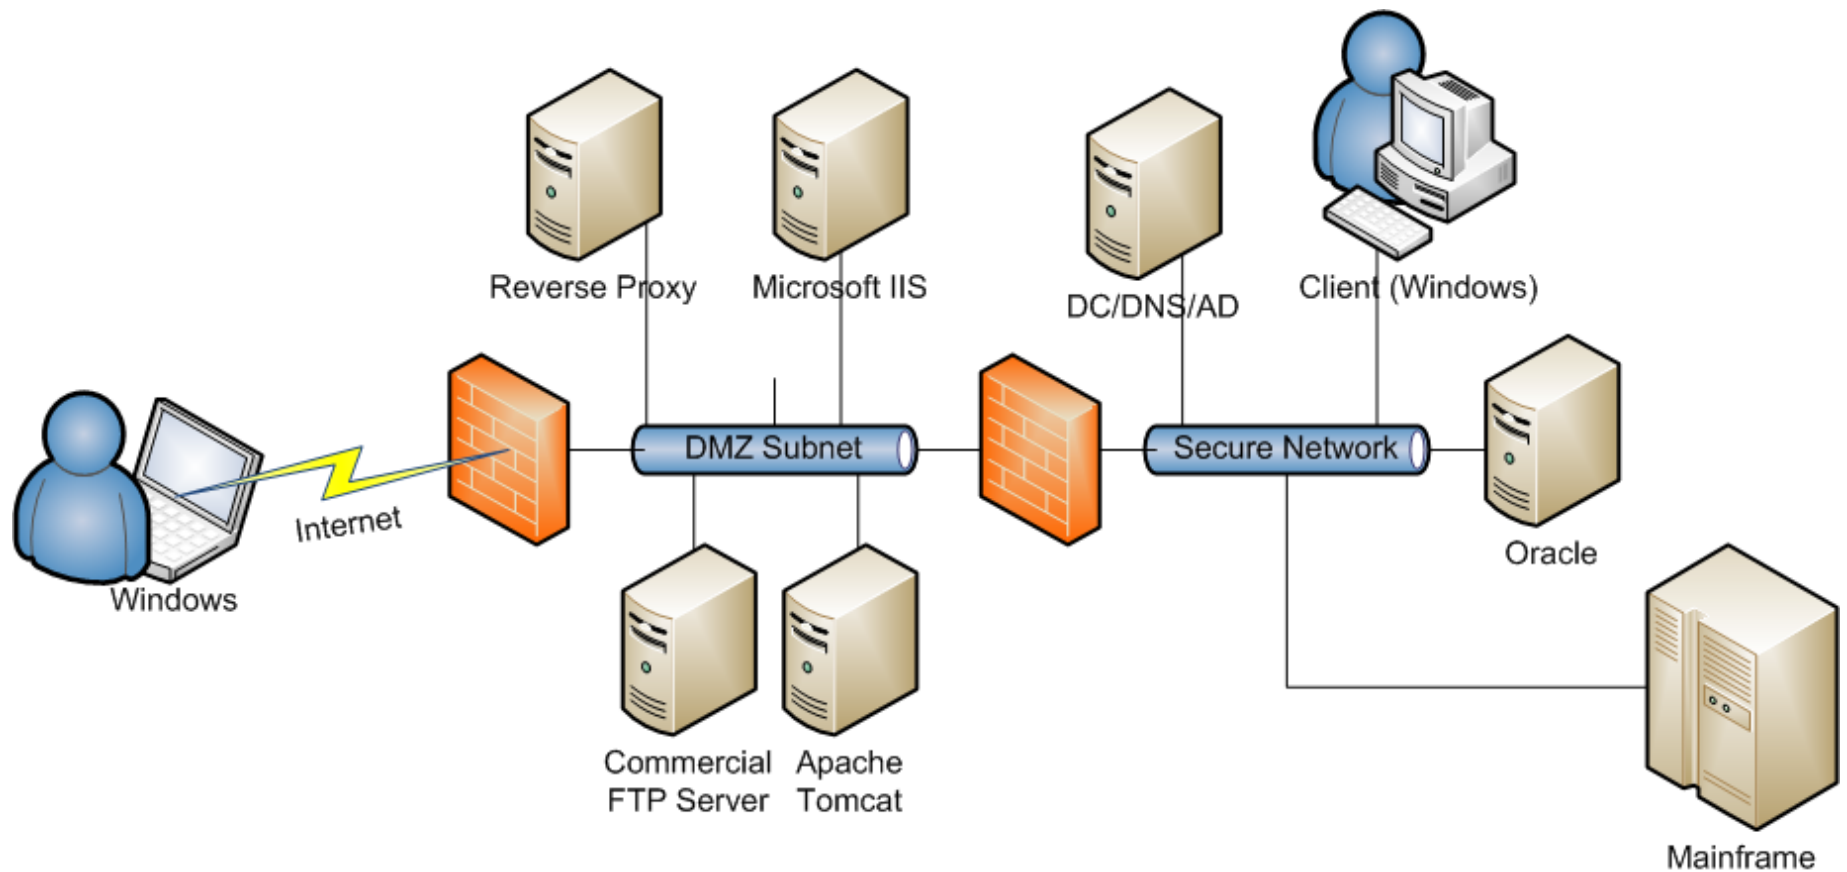 Reverse Proxy
Microsoft IIS
DC/DNS/AD
Client (Windows)
DMZ Subnet
Secure Network
Internet
Oracle
Windows
Commercial
FTP Server
Apache
Tomcat
Mainframe